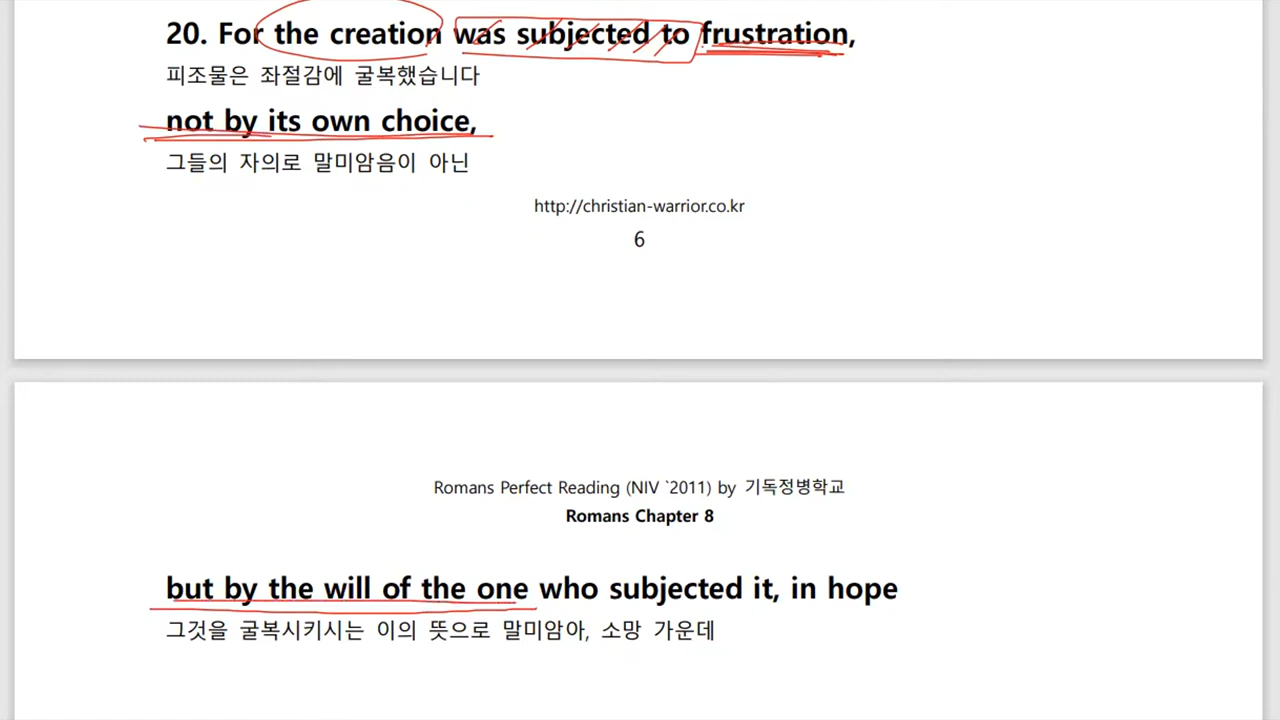 20. For the creation was subjected to frustration,
피조물은 좌절감에 굴복했습니다
not by its own choice,
그들의 자의로 말미암음이 아닌
http://christian-warrior.co.kr
6
Romans Perfect Reading (NIV `2011) by 기독정병학교
Romans Chapter 8
but by the will of the one who subjected it, in hope
그것을 굴복시키시는 이의 뜻으로 말미암아, 소망 가운데